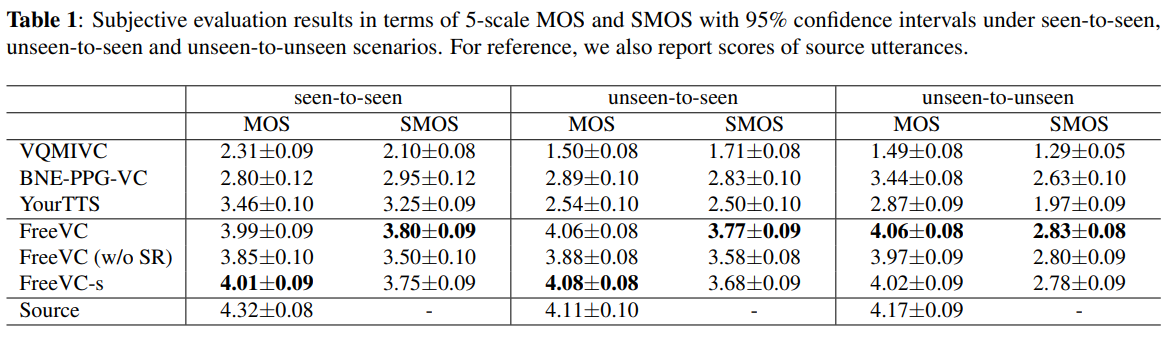 Table 1: Subjective evaluation results in terms of 5-scale MOS and SMOS with 95% confidence intervals under seen-to-seen,
unseen-to-seen and unseen-to-unseen scenarios. For reference, we also report scores of source utterances.
seen-to-seen unseen-to-seen unseen-to-unseen
MOS SMOS MOS SMOS MOS SMOS
VQMIVC 2.31±0.09 2.10±0.08 1.50±0.08 1.71±0.08 1.49±0.08 1.29±0.05
BNE-PPG-VC 2.80±0.12 2.95±0.12 2.89±0.10 2.83±0.10 3.44±0.08 2.63±0.10
YourTTS 3.46±0.10 3.25±0.09 2.54±0.10 2.50±0.10 2.87±0.09 1.97±0.09
FreeVC 3.99±0.09 3.80±0.09 4.06±0.08 3.77±0.09 4.06±0.08 2.83±0.08
FreeVC (w/o SR) 3.85±0.10 3.50±0.10 3.88±0.08 3.58±0.08 3.97±0.09 2.80±0.09
FreeVC-s 4.01±0.09 3.75±0.09 4.08±0.08 3.68±0.09 4.02±0.09 2.78±0.09
Source 4.32±0.08 - 4.11±0.10 - 4.17±0.09 -